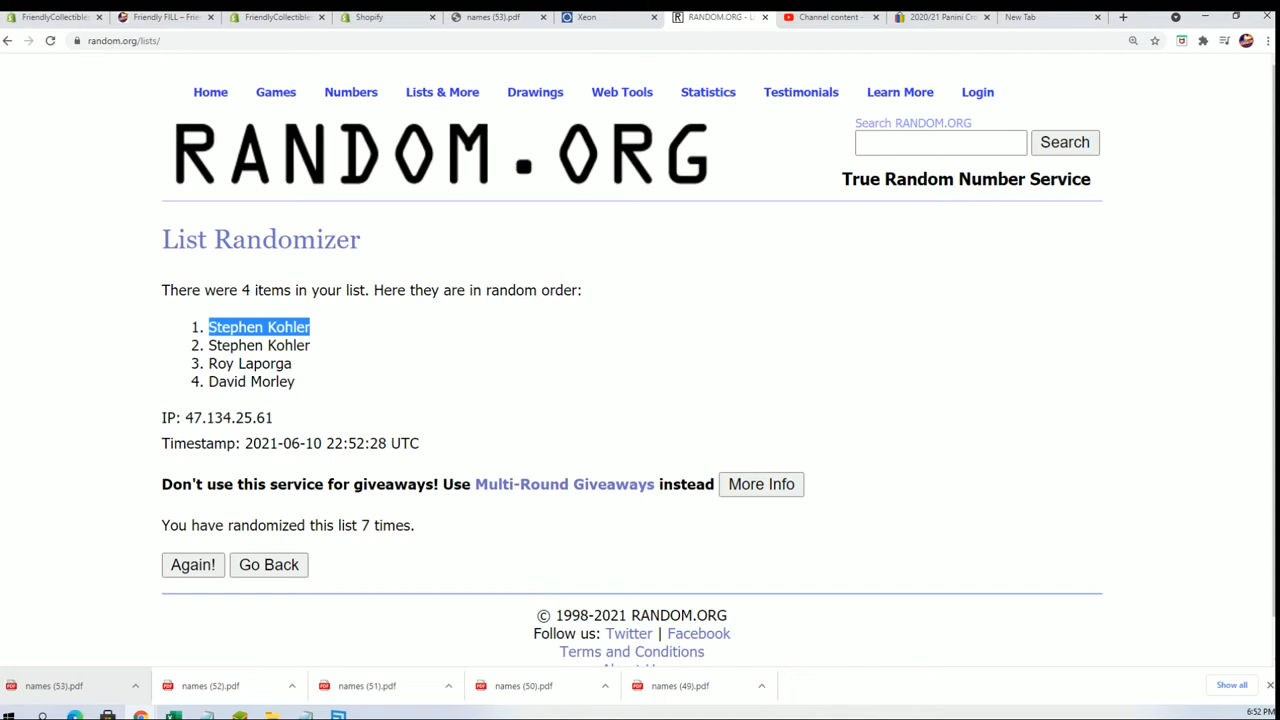 FriendlyCollectibles
Friendly FILL – Frien
FriendlyCollectibles
Shopify
names (53).pdf
Xeon
RANDOM.ORG - L
Channel content -
2020/21 Panini Cro
New Tab
random.org/lists/
Home Games Numbers Lists & More Drawings Web Tools Statistics Testimonials Learn More Login
RANDOM.ORG
Search RANDOM.ORG
Search
True Random Number Service
List Randomizer
There were 4 items in your list. Here they are in random order:
1. Stephen Kohler
2. Stephen Kohler
3. Roy Laporga
4. David Morley
IP: 47.134.25.61
Timestamp: 2021-06-10 22:52:28 UTC
Don't use this service for giveaways! Use Multi-Round Giveaways instead More Info
You have randomized this list 7 times.
Again! Go Back
© 1998-2021 RANDOM.ORG
Follow us: Twitter | Facebook
Terms and Conditions
names (53).pdf names (52).pdf names (51).pdf names (50).pdf names (49).pdf Show all
6:52 PM